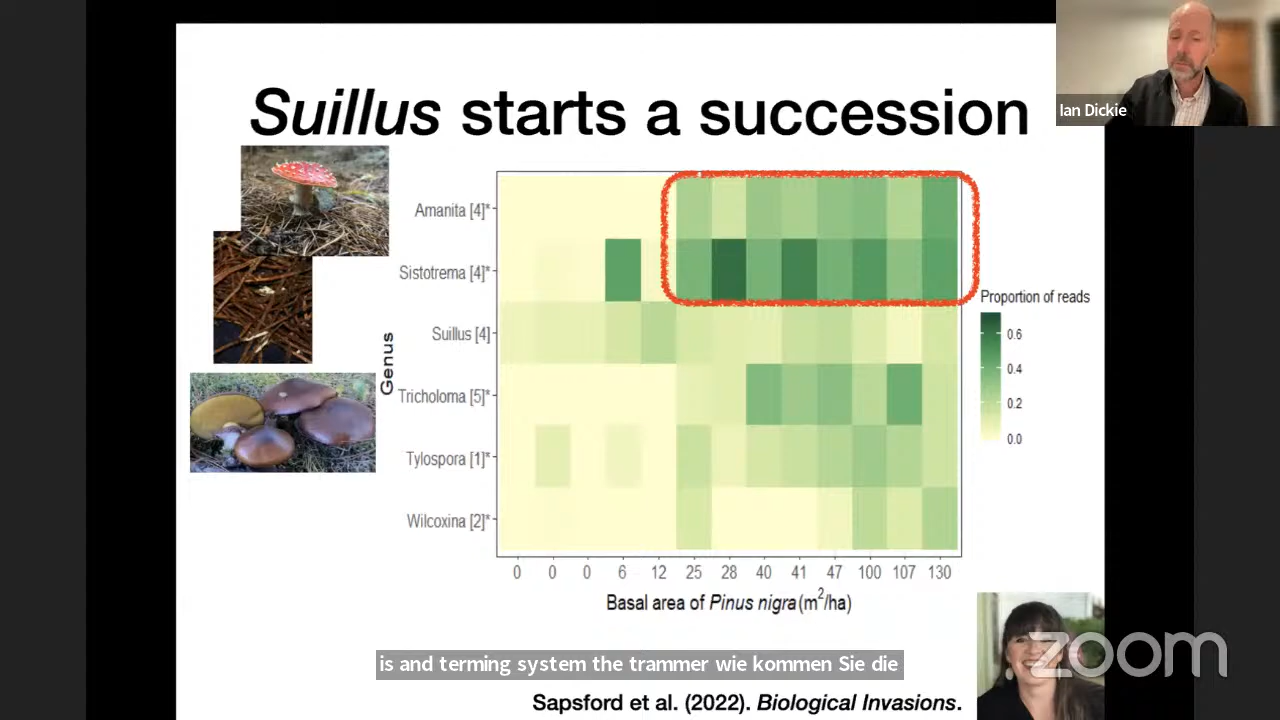 Suillus starts a succession
Ian Dickie
Amanita [4]*
Sistotrema [4]*
Suillus [4]
Tricholoma [5]*
Tylospora [1]*
Wilcoxina [2]*
Genus
0 0 0 6 12 25 28 40 41 47 100 107 130
Basal area of Pinus nigra (m²/ha)
Proportion of reads
0.6
0.4
0.2
0.0
is and terming system the trammer wie kommen Sie die
zoom
Sapsford et al. (2022). Biological Invasions.